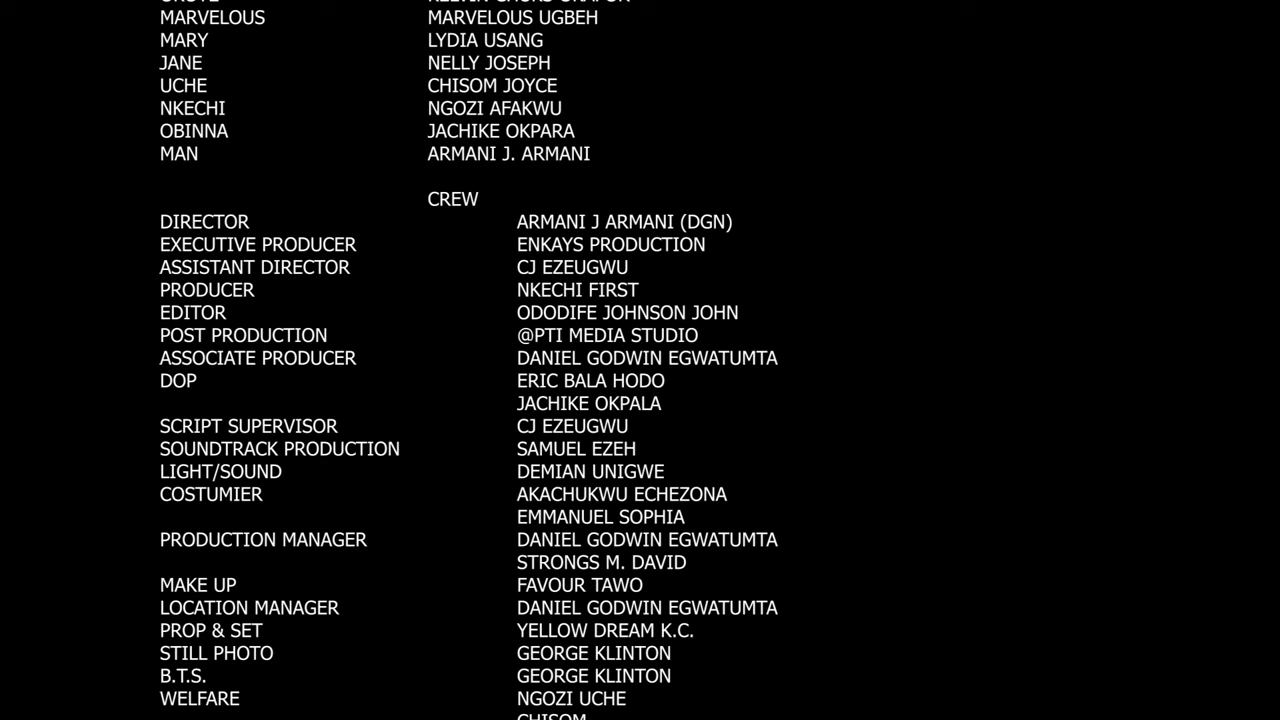 MARVELOUS MARVELOUS UGBEH
MARY LYDIA USANG
JANE NELLY JOSEPH
UCHE CHISOM JOYCE
NKECHI NGOZI AFAKWU
OBINNA JACHIKE OKPARA
MAN ARMANI J. ARMANI
CREW
DIRECTOR ARMANI J ARMANI (DGN)
EXECUTIVE PRODUCER ENKAYS PRODUCTION
ASSISTANT DIRECTOR CJ EZEUGWU
PRODUCER NKECHI FIRST
EDITOR ODODIFE JOHNSON JOHN
POST PRODUCTION @PTI MEDIA STUDIO
ASSOCIATE PRODUCER DANIEL GODWIN EGWATUMTA
DOP ERIC BALA HODO
JACHIKE OKPALA
SCRIPT SUPERVISOR CJ EZEUGWU
SOUNDTRACK PRODUCTION SAMUEL EZEH
LIGHT/SOUND DEMIAN UNIGWE
COSTUMIER AKACHUKWU ECHEZONA
EMMANUEL SOPHIA
PRODUCTION MANAGER DANIEL GODWIN EGWATUMTA
STRONGS M. DAVID
MAKE UP FAVOUR TAWO
LOCATION MANAGER DANIEL GODWIN EGWATUMTA
PROP & SET YELLOW DREAM K.C.
STILL PHOTO GEORGE KLINTON
B.T.S. GEORGE KLINTON
WELFARE NGOZI UCHE
CHISOM